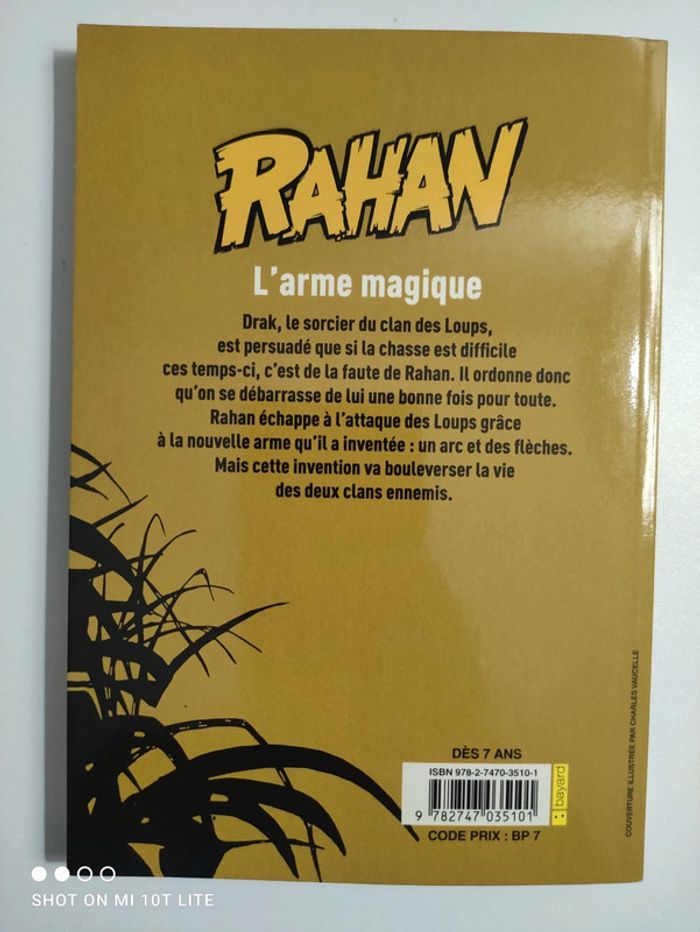 RAHAN
L'arme magique
Drak, le sorcier du clan des Loups,
est persuadé que si la chasse est difficile
ces temps-ci, c'est de la faute de Rahan. Il ordonne donc
qu'on se débarrasse de lui une bonne fois pour toute.
Rahan échappe à l'attaque des Loups grâce
à la nouvelle arme qu'il a inventée : un arc et des flèches.
Mais cette invention va bouleverser la vie
des deux clans ennemis.
COUVERTURE ILLUSTRÉE PAR CHARLES VAUCELLE
DÈS 7 ANS
ISBN 978-2-7470-3510-1
bayard
9 782747 035101
CODE PRIX : BP 7
SHOT ON MI 10T LITE